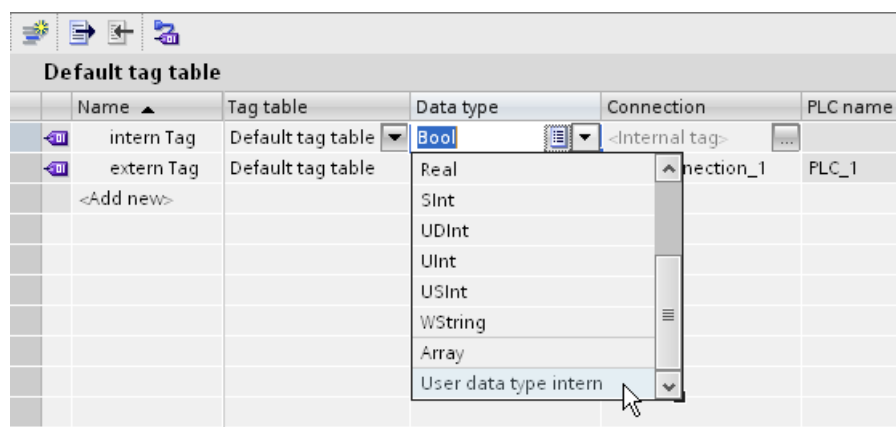 Default tag table
Name Tag table Data type Connection PLC name
intern Tag Default tag table Bool <Internal tag> ...
extern Tag Default tag table Real nection_1 PLC_1
<Add new> SInt
UDInt
UInt
USInt
WString
Array
User data type intern